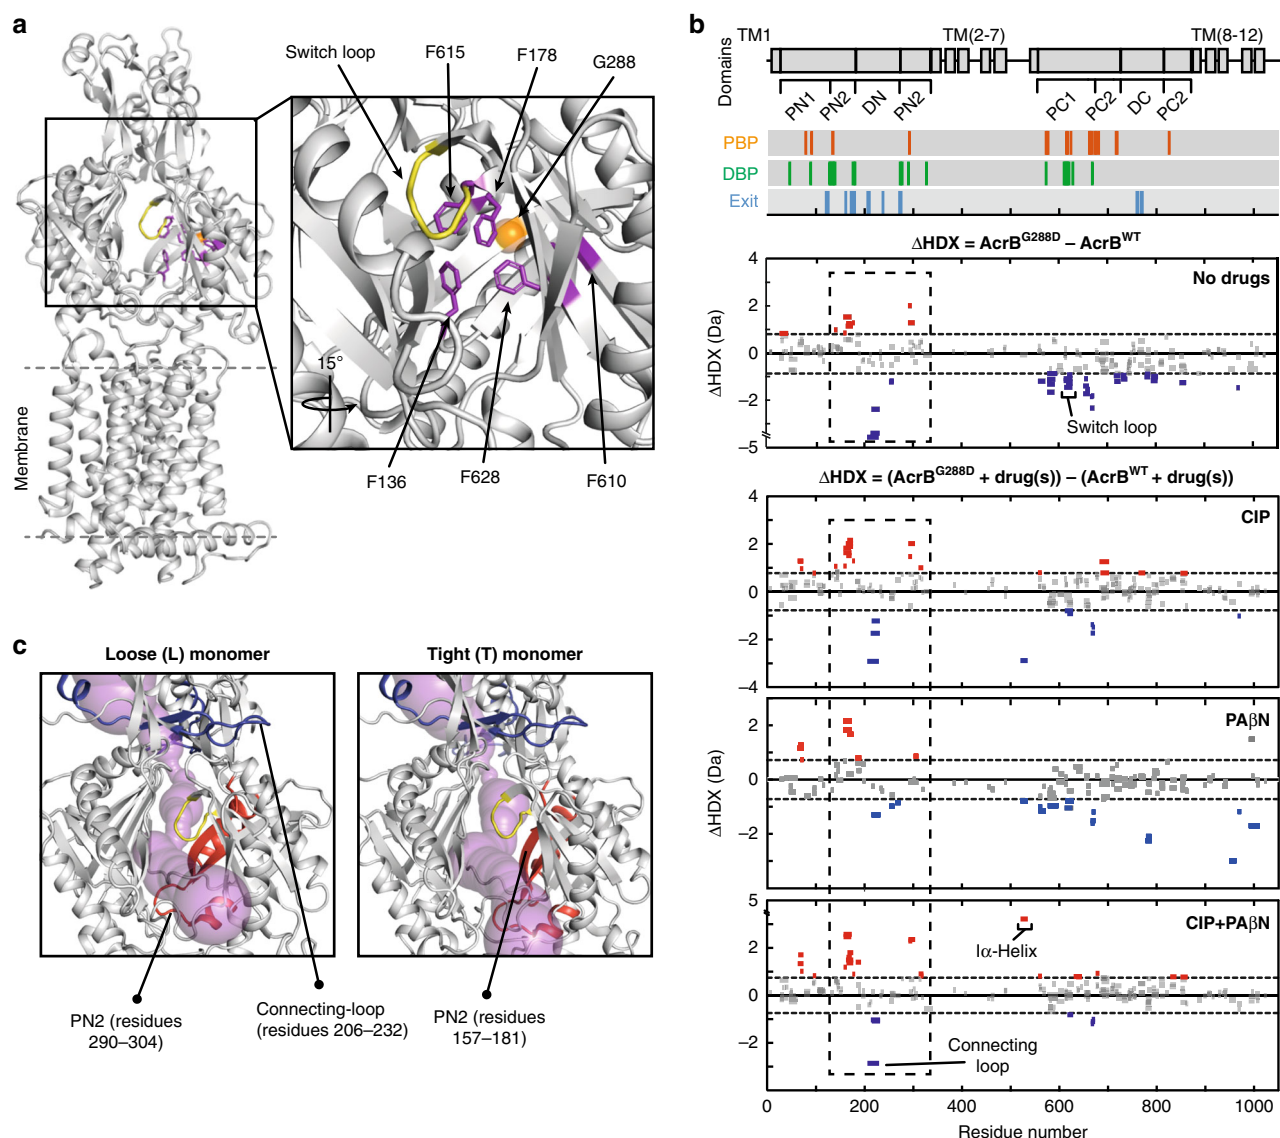 a
Switch loop
F615
F178
G288
15°
F136
F628
F610
Membrane
b
TM1
TM(2-7)
TM(8-12)
Domains
PN1
PN2
DN
PN2
PC1
PC2
DC
PC2
PBP
DBP
Exit
ΔHDX = AcrB^G288D – AcrB^WT
4
2
0
–2
–5
ΔHDX (Da)
No drugs
Switch loop
ΔHDX = (AcrB^G288D + drug(s)) – (AcrB^WT + drug(s))
4
2
0
–2
–4
CIP
2
0
–2
ΔHDX (Da)
PAβN
5
2
0
–2
CIP+PAβN
Iα-Helix
Connecting
loop
0
200
400
600
800
1000
Residue number
c
Loose (L) monomer
Tight (T) monomer
PN2 (residues
290–304)
Connecting-loop
(residues 206–232)
PN2 (residues
157–181)